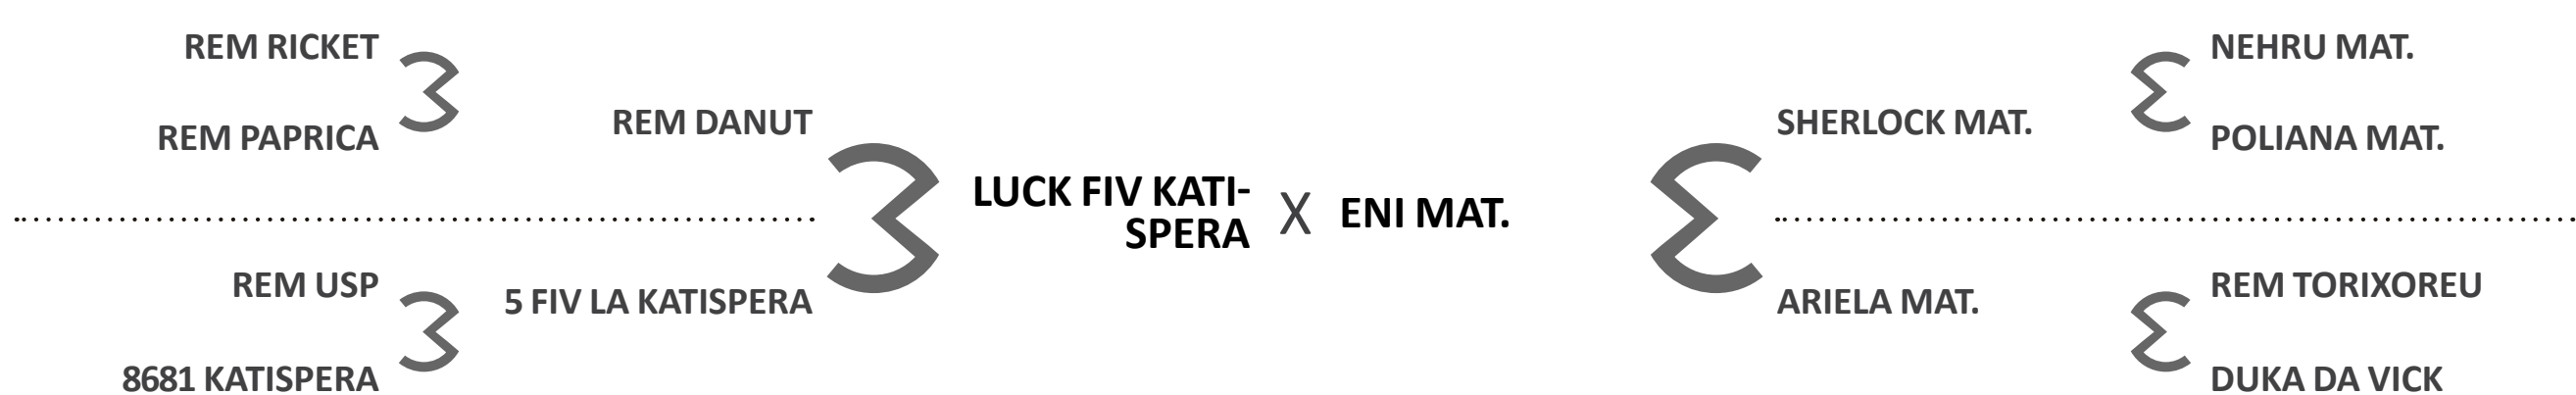 REM RICKET
REM PAPRICA
REM DANUT
REM USP
8681 KATISPERA
5 FIV LA KATISPERA
LUCK FIV KATI-
SPERA
X
ENI MAT.
SHERLOCK MAT.
ARIELA MAT.
NEHRU MAT.
POLIANA MAT.
REM TORIXOREU
DUKA DA VICK